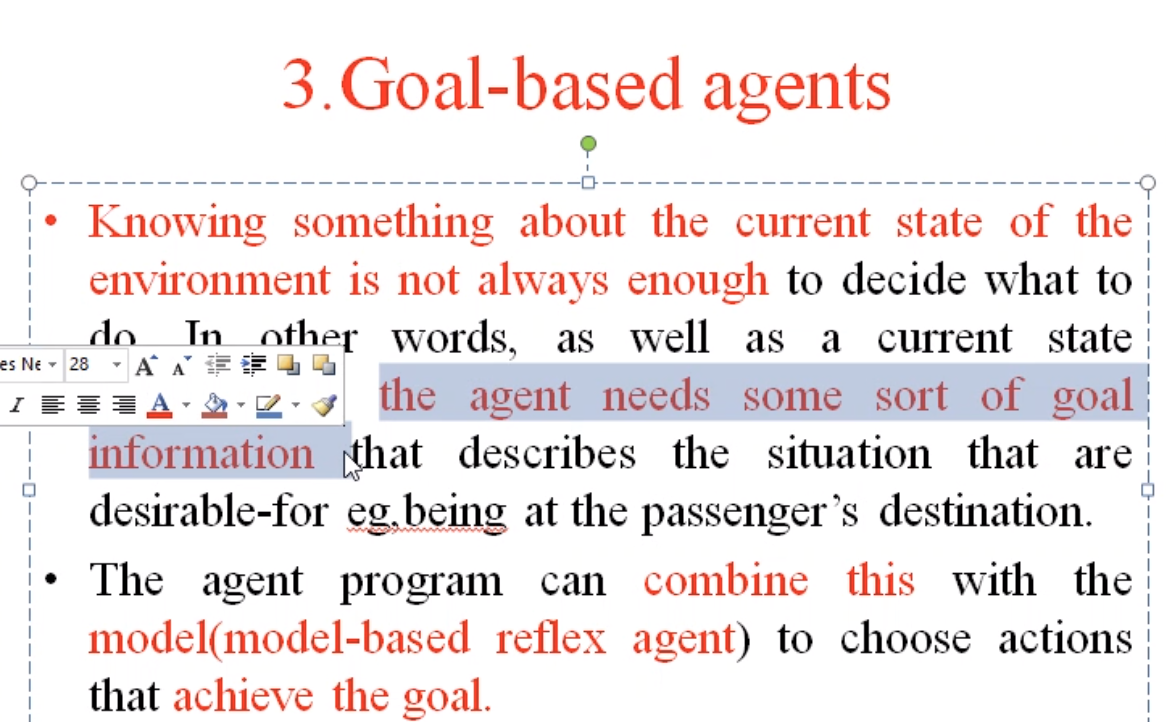 3.Goal-based agents
• Knowing something about the current state of the
environment is not always enough to decide what to
do. In other words, as well as a current state
28
the agent needs some sort of goal
information that describes the situation that are
desirable-for eg,being at the passenger’s destination.
• The agent program can combine this with the
model(model-based reflex agent) to choose actions
that achieve the goal.